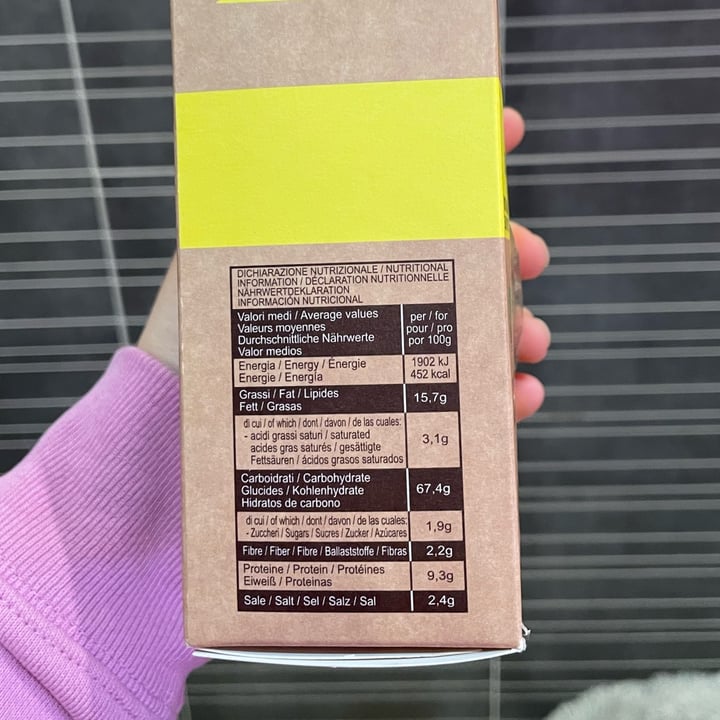 DICHIARAZIONE NUTRIZIONALE / NUTRITIONAL
INFORMATION / DÉCLARATION NUTRITIONNELLE
NÄHRWERTDEKLARATION
INFORMACIÓN NUTRICIONAL
Valori medi / Average values
Valeurs moyennes
Durchschnittliche Nährwerte
Valor medios
per / for
pour / pro
por 100g
Energia / Energy / Énergie
Energie / Energía
1902 kJ
452 kcal
Grassi / Fat / Lipides
Fett / Grasas
15,7g
di cui / of which / dont / davon / de las cuales:
- acidi grassi saturi / saturated
acides gras saturés / gesättigte
Fettsäuren / ácidos grasos saturados
3,1g
Carboidrati / Carbohydrate
Glucides / Kohlenhydrate
Hidratos de carbono
67,4g
di cui / of which / dont / davon / de las cuales:
- Zuccheri / Sugars / Sucres / Zucker / Azúcares
1,9g
Fibre / Fiber / Fibre / Ballaststoffe / Fibras
2,2g
Proteine / Protein / Protéines
Eiweiß / Proteinas
9,3g
Sale / Salt / Sel / Salz / Sal
2,4g